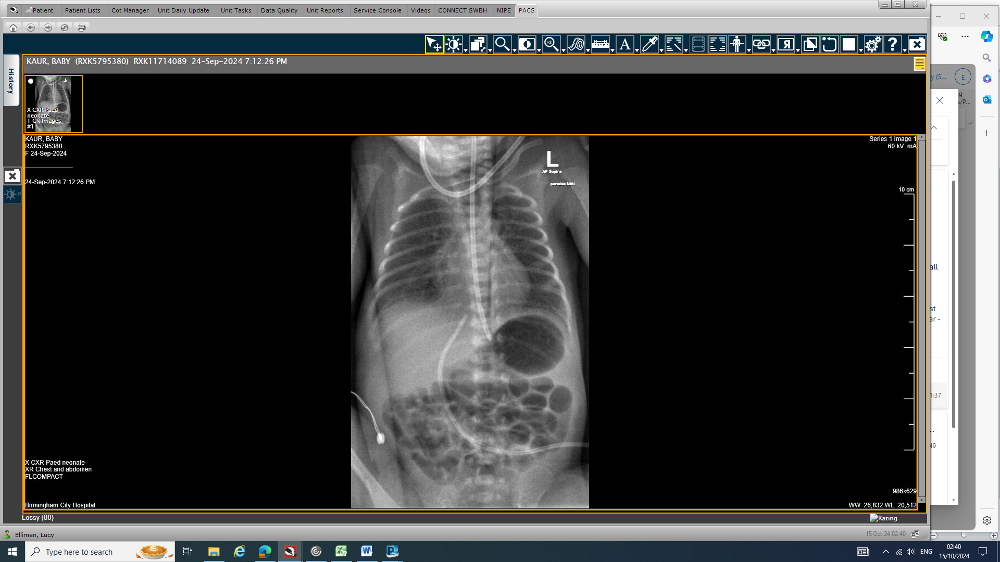 Patient Patient Lists Cot Manager Unit Daily Update Unit Tasks Data Quality Unit Reports Service Console Videos CONNECT SWBH NIPE PACS
KAUR, BABY (RXK5795380) RXK11714089 24-Sep-2024 7:12:26 PM
History
X CXR Paed
neonate
1 CR Images
#1
KAUR, BABY
RXK5795380
F 24-Sep-2024
-----------------------
24-Sep-2024 7:12:26 PM
Series 1 Image 1
60 kV mA
L
AP Supine
portable NNU
10 cm
X CXR Paed neonate
XR Chest and abdomen
FLCOMPACT
Birmingham City Hospital
986x629
WW: 26,832 WL: 20,512
Lossy (80)
Rating
Elliman, Lucy
15 Oct 24 02:40
y (S...
E
g
s/P...
all
st
ar -
1:37
..
49
Type here to search
ENG
02:40
15/10/2024